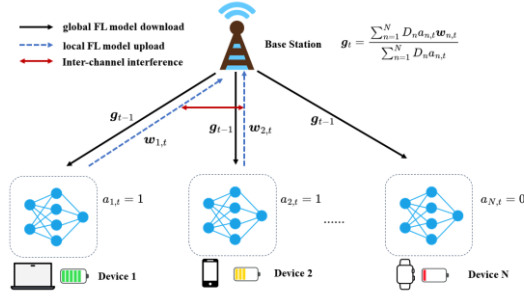 global FL model download
local FL model upload
Inter-channel interference
Base Station
g_t = \frac{\sum_{n=1}^{N} D_n a_{n,t} w_{n,t}}{\sum_{n=1}^{N} D_n a_{n,t}}
g_{t-1}
w_{1,t}
g_{t-1}
w_{2,t}
g_{t-1}
a_{1,t} = 1
a_{2,t} = 1
......
a_{N,t} = 0
Device 1
Device 2
Device N